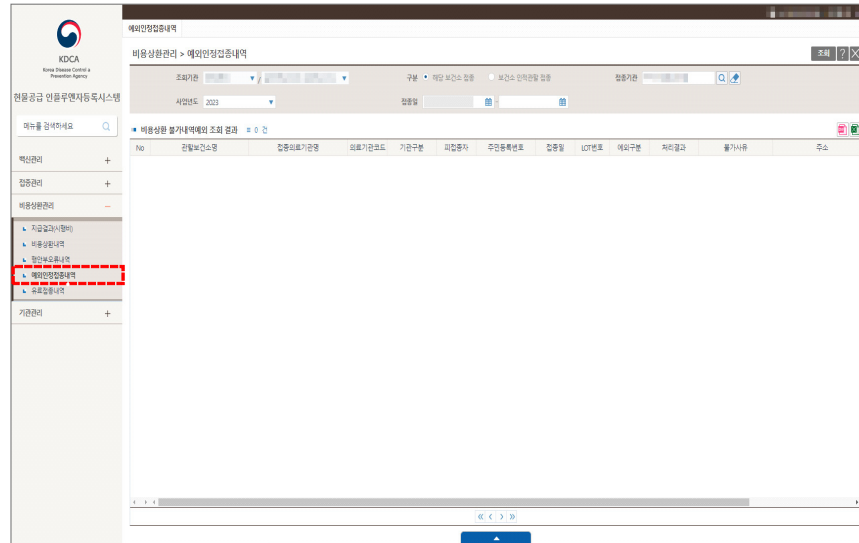 예외인정접종내역
KDCA
Korea Disease Control &
Prevention Agency
현물공급 인플루엔자등록시스템
메뉴를 검색하세요
백신관리 +
접종관리 +
비용상환관리 −
지급결과(시행비)
비용상환내역
행안부오류내역
예외인정접종내역
유료접종내역
기관관리 +
비용상환관리 > 예외인정접종내역
조회 ? X
조회기관 / 구분 해당 보건소 접종 보건소 인력관할 접종 접종기관
사업년도 2023 접종일 -
비용상환 불가내역예외 조회 결과 = 0 건
No 관할보건소명 접종의료기관명 의료기관코드 기관구분 피접종자 주민등록번호 접종일 LOT번호 예외구분 처리결과 불가사유 주소
« < > »